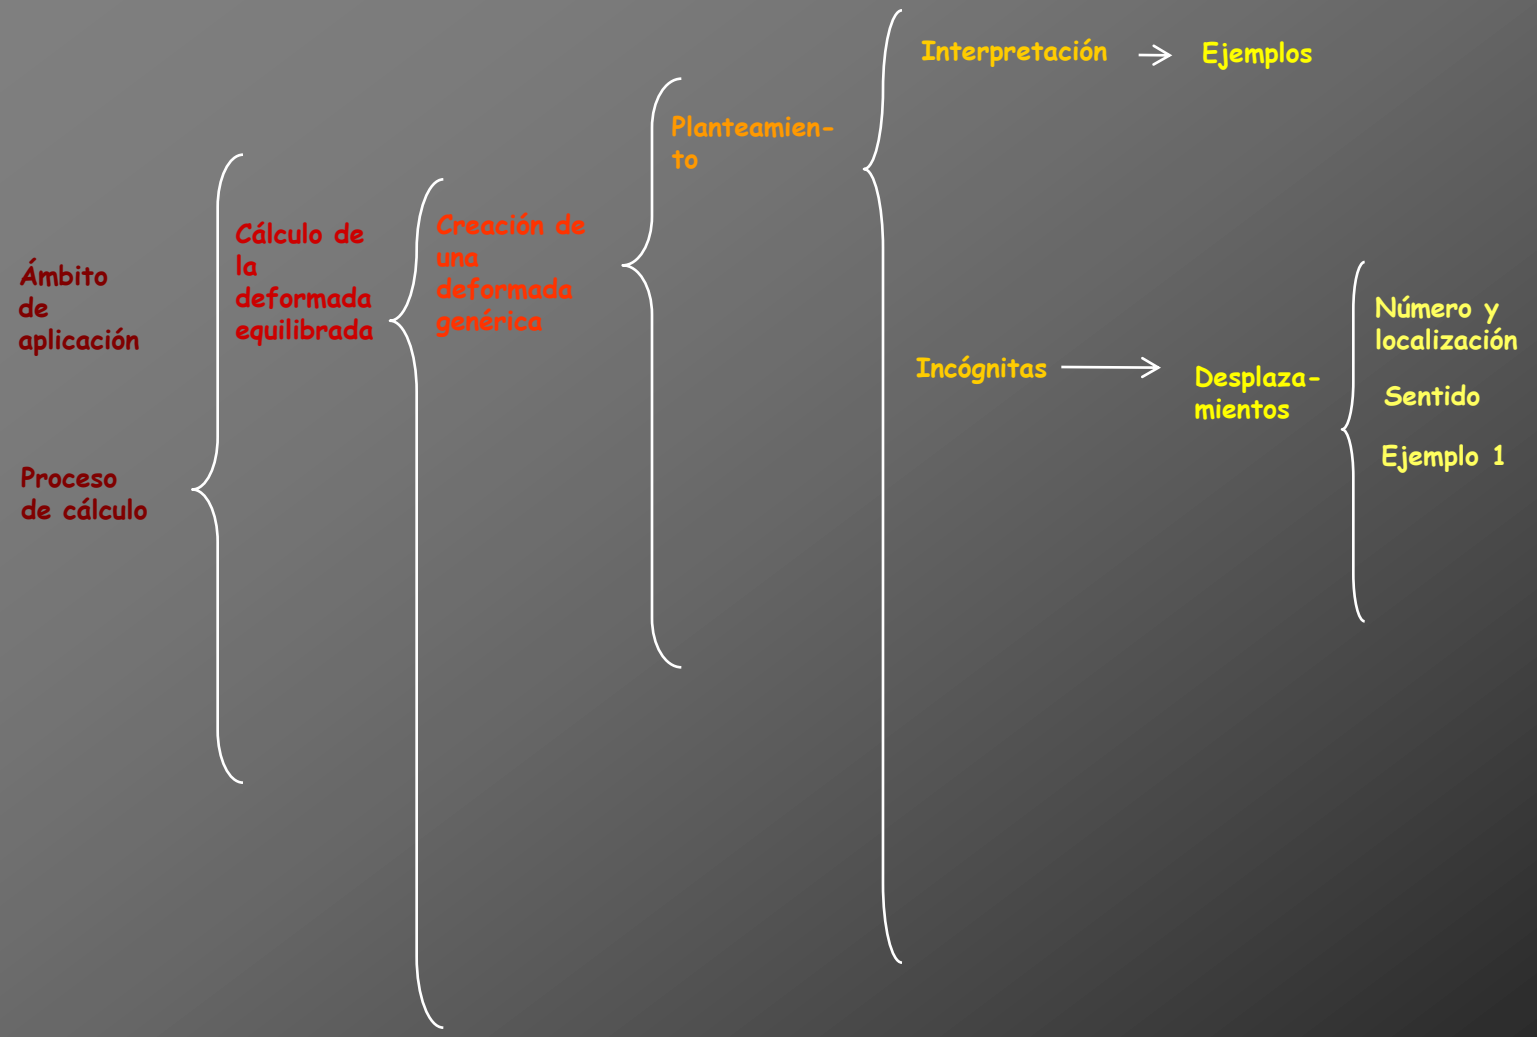 Ámbito
de
aplicación
Proceso
de cálculo
Cálculo de
la
deformada
equilibrada
Creación de
una
deformada
genérica
Planteamien-
to
Interpretación
Ejemplos
Incógnitas
Desplaza-
mientos
Número y
localización
Sentido
Ejemplo 1